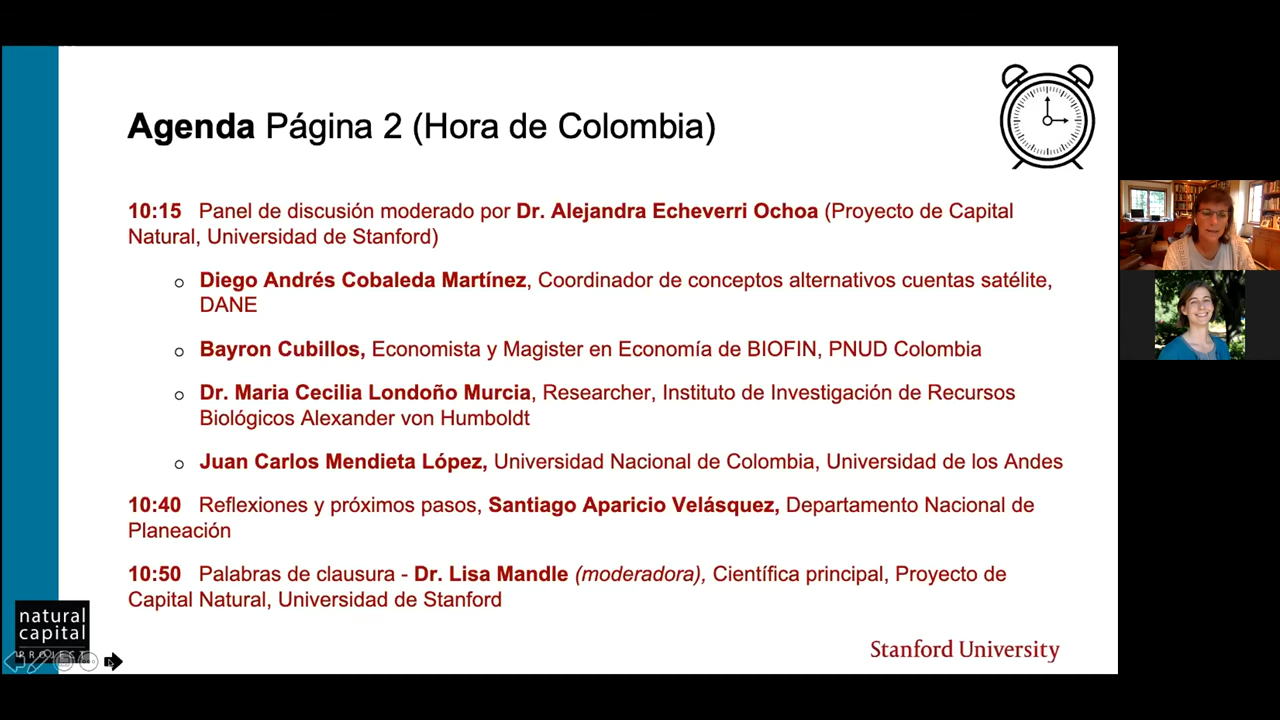 Agenda Página 2 (Hora de Colombia)
10:15 Panel de discusión moderado por Dr. Alejandra Echeverri Ochoa (Proyecto de Capital
Natural, Universidad de Stanford)
Diego Andrés Cobaleda Martínez, Coordinador de conceptos alternativos cuentas satélite,
DANE
Bayron Cubillos, Economista y Magister en Economía de BIOFIN, PNUD Colombia
Dr. Maria Cecilia Londoño Murcia, Researcher, Instituto de Investigación de Recursos
Biológicos Alexander von Humboldt
Juan Carlos Mendieta López, Universidad Nacional de Colombia, Universidad de los Andes
10:40 Reflexiones y próximos pasos, Santiago Aparicio Velásquez, Departamento Nacional de
Planeación
10:50 Palabras de clausura - Dr. Lisa Mandle (moderadora), Científica principal, Proyecto de
Capital Natural, Universidad de Stanford
natural
capital
PROJECT
Stanford University